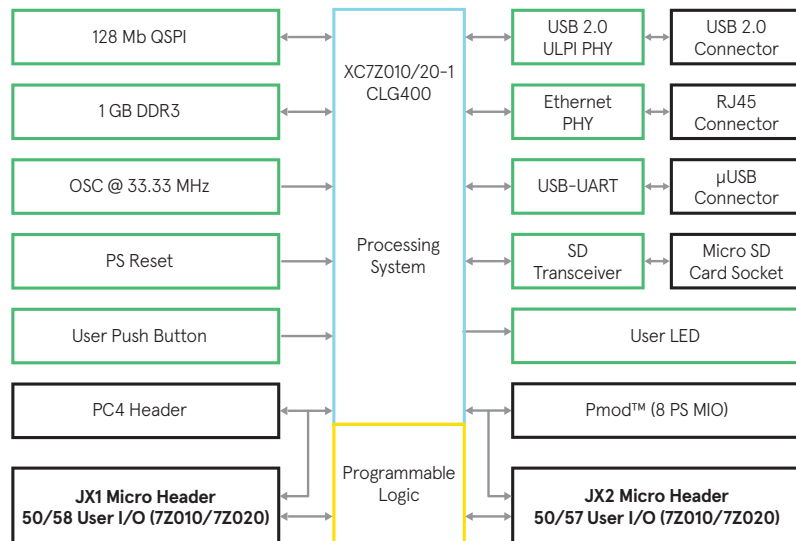 128 Mb QSPI
1 GB DDR3
OSC @ 33.33 MHz
PS Reset
User Push Button
PC4 Header
JX1 Micro Header
50/58 User I/O (7Z010/7Z020)
XC7Z010/20-1
CLG400
Processing
System
Programmable
Logic
USB 2.0
ULPI PHY
USB 2.0
Connector
Ethernet
PHY
RJ45
Connector
USB-UART
µUSB
Connector
SD
Transceiver
Micro SD
Card Socket
User LED
Pmod™ (8 PS MIO)
JX2 Micro Header
50/57 User I/O (7Z010/7Z020)